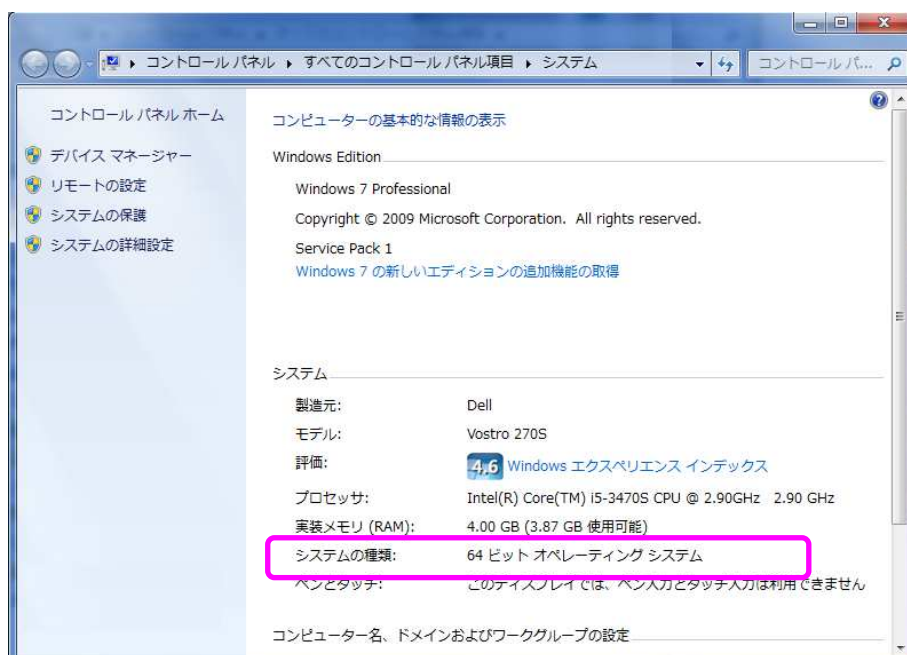 コントロール パネル ▸ すべてのコントロール パネル項目 ▸ システム
コントロール パ...
コントロール パネル ホーム
デバイス マネージャー
リモートの設定
システムの保護
システムの詳細設定
コンピューターの基本的な情報の表示
Windows Edition
Windows 7 Professional
Copyright © 2009 Microsoft Corporation. All rights reserved.
Service Pack 1
Windows 7 の新しいエディションの追加機能の取得
システム
製造元: Dell
モデル: Vostro 270S
評価: 4.6 Windows エクスペリエンス インデックス
プロセッサ: Intel(R) Core(TM) i5-3470S CPU @ 2.90GHz 2.90 GHz
実装メモリ (RAM): 4.00 GB (3.87 GB 使用可能)
システムの種類: 64 ビット オペレーティング システム
ペンとタッチ: このディスプレイでは、ペン入力とタッチ入力は利用できません
コンピューター名、ドメインおよびワークグループの設定